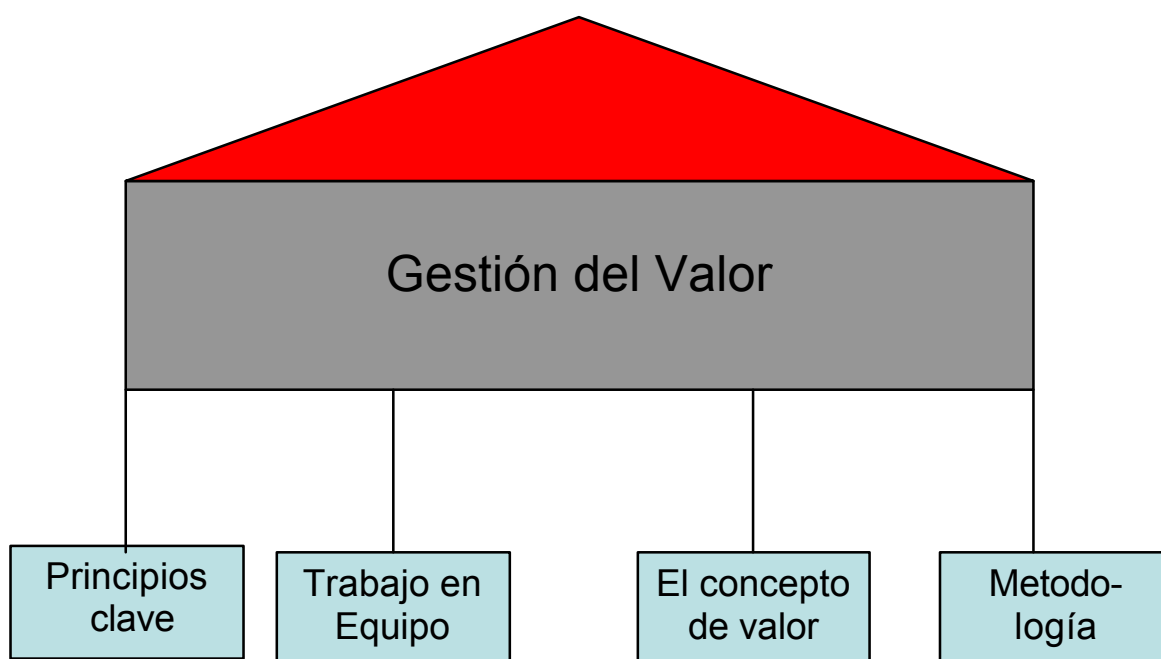 Gestión del Valor
Principios
clave
Trabajo en
Equipo
El concepto
de valor
Metodo-
logía